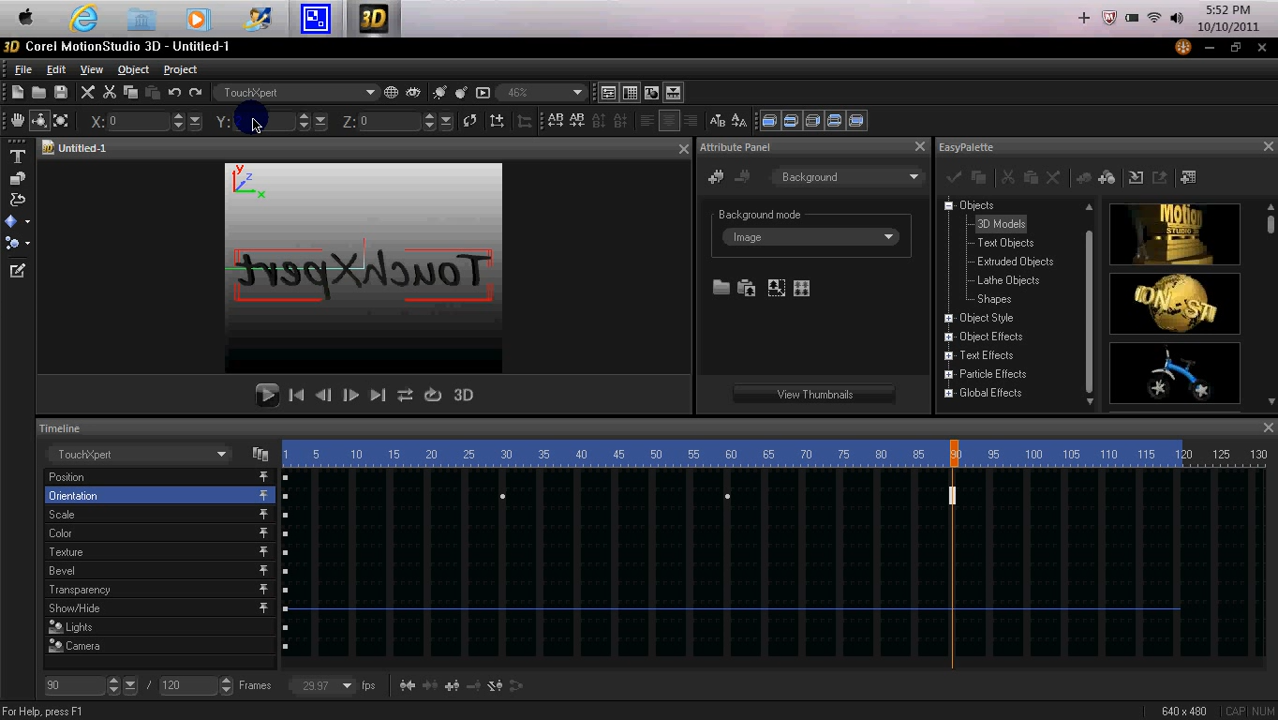 5:52 PM
10/10/2011
3D Corel MotionStudio 3D - Untitled-1
File Edit View Object Project
TouchXpert 46%
X: 0 Y: Z: 0
Untitled-1
Attribute Panel
EasyPalette
Background
Background mode
Image
View Thumbnails
Objects
3D Models
Text Objects
Extruded Objects
Lathe Objects
Shapes
Object Style
Object Effects
Text Effects
Particle Effects
Global Effects
y
z
x
TouchXpert
3D
Timeline
TouchXpert
1 5 10 15 20 25 30 35 40 45 50 55 60 65 70 75 80 85 90 95 100 105 110 115 120 125 130
Position
Orientation
Scale
Color
Texture
Bevel
Transparency
Show/Hide
Lights
Camera
90 / 120 Frames 29.97 fps
For Help, press F1
640 x 480 CAP NUM